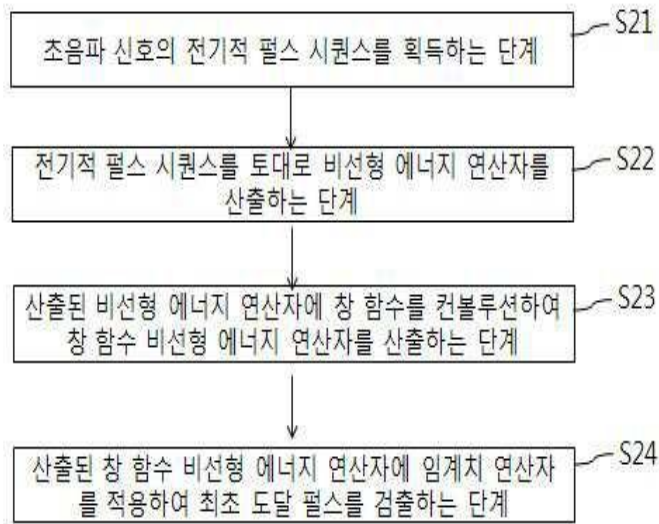 초음파 신호의 전기적 펄스 시퀀스를 획득하는 단계
S21
전기적 펄스 시퀀스를 토대로 비선형 에너지 연산자를
산출하는 단계
S22
산출된 비선형 에너지 연산자에 창 함수를 컨볼루션하여
창 함수 비선형 에너지 연산자를 산출하는 단계
S23
산출된 창 함수 비선형 에너지 연산자에 임계치 연산자
를 적용하여 최초 도달 펄스를 검출하는 단계
S24